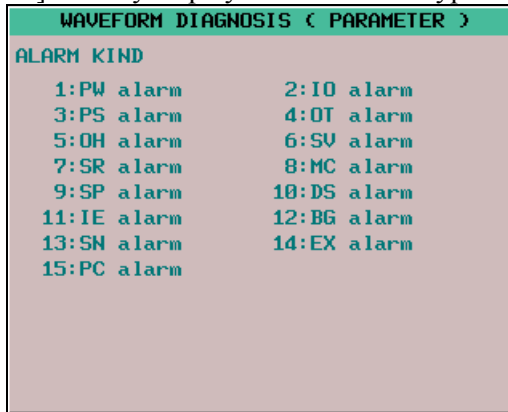 WAVEFORM DIAGNOSIS ( PARAMETER )
ALARM KIND
1:PW alarm 2:IO alarm
3:PS alarm 4:OT alarm
5:OH alarm 6:SV alarm
7:SR alarm 8:MC alarm
9:SP alarm 10:DS alarm
11:IE alarm 12:BG alarm
13:SN alarm 14:EX alarm
15:PC alarm